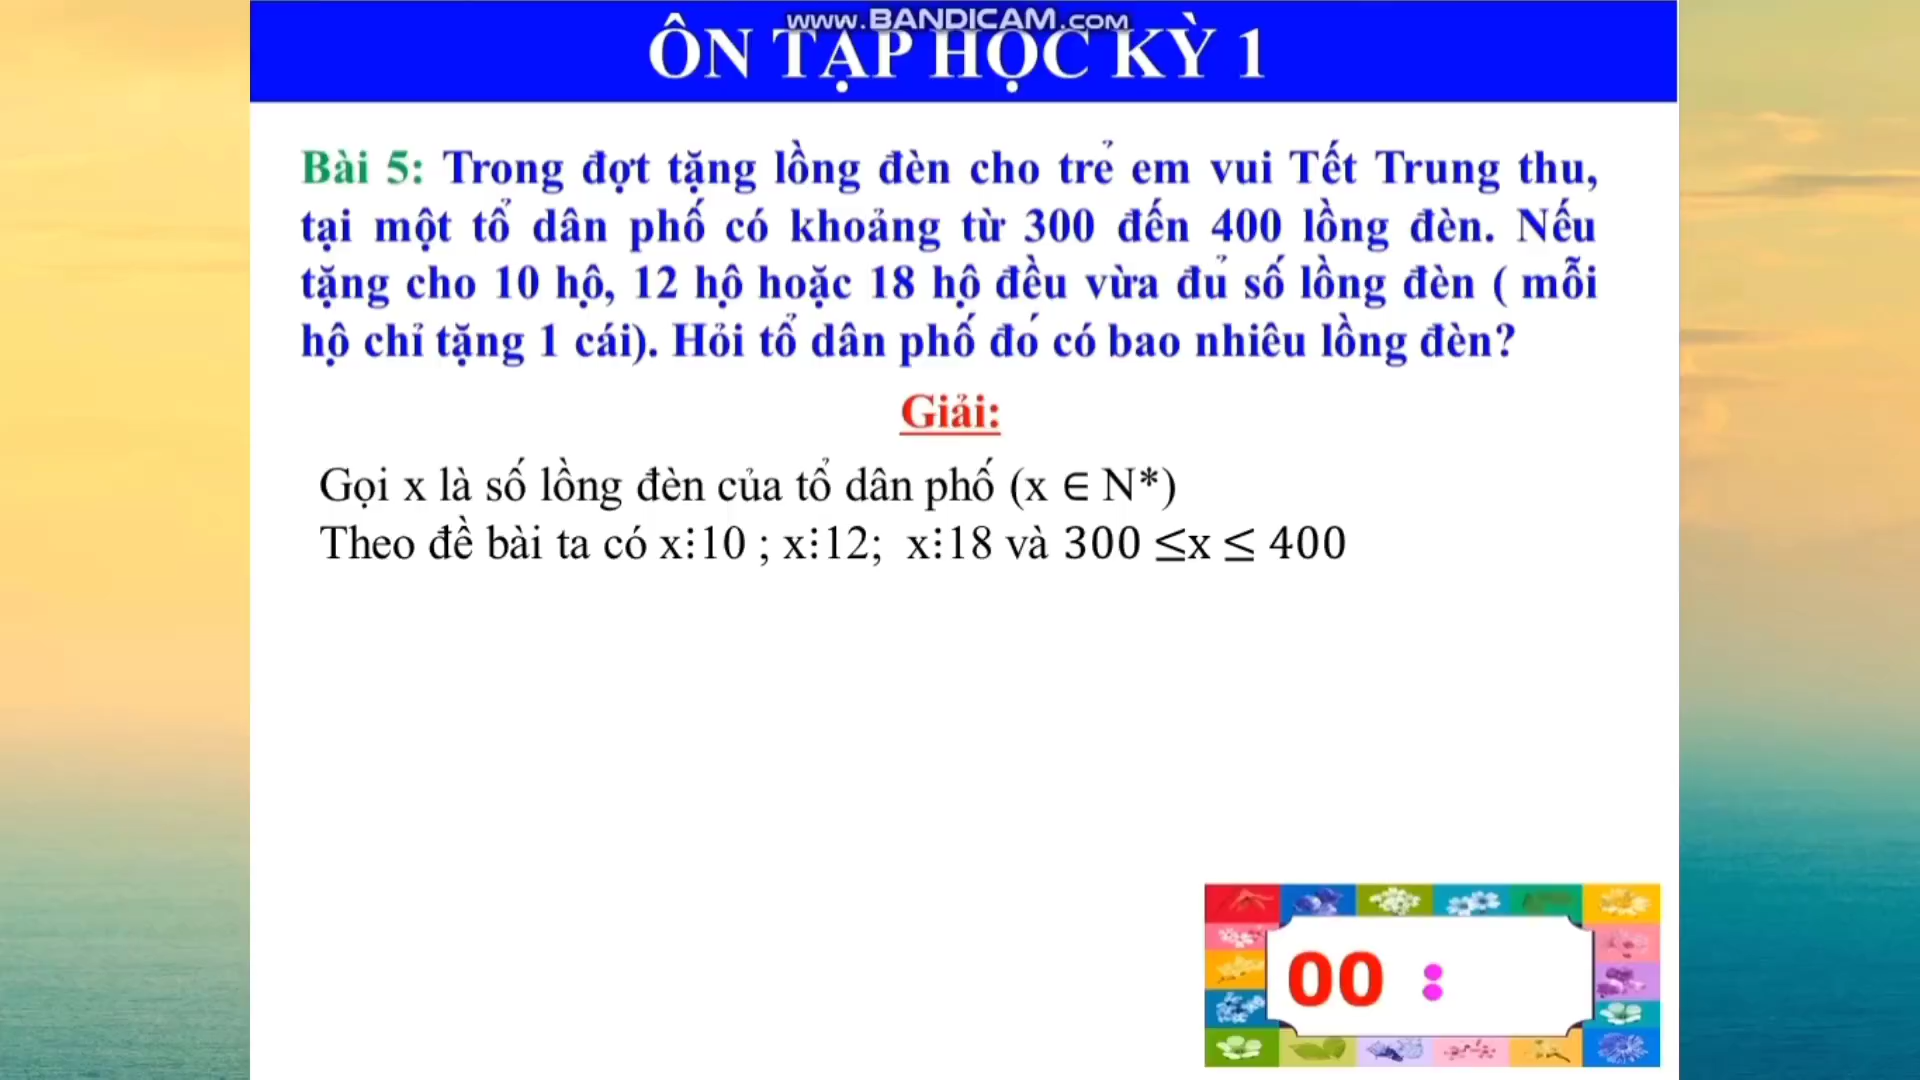 www.BANDICAM.com
ÔN TẬP HỌC KỲ 1
Bài 5: Trong đợt tặng lồng đèn cho trẻ em vui Tết Trung thu,
tại một tổ dân phố có khoảng từ 300 đến 400 lồng đèn. Nếu
tặng cho 10 hộ, 12 hộ hoặc 18 hộ đều vừa đủ số lồng đèn ( mỗi
hộ chỉ tặng 1 cái). Hỏi tổ dân phố đó có bao nhiêu lồng đèn?
Giải:
Gọi x là số lồng đèn của tổ dân phố (x ∈ N*)
Theo đề bài ta có x⋮10 ; x⋮12; x⋮18 và 300 ≤x ≤ 400
00 :